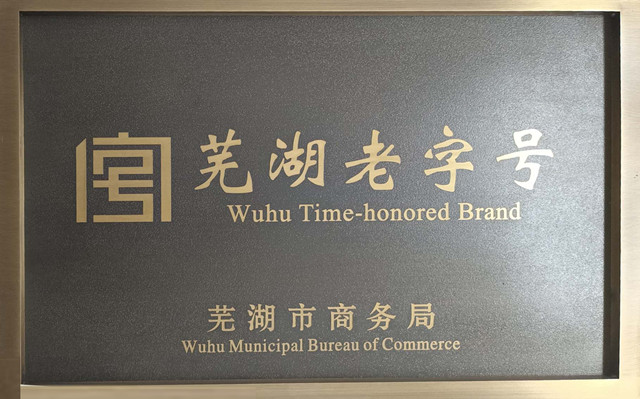 芜湖老字号
Wuhu Time-honored Brand
芜湖市商务局
Wuhu Municipal Bureau of Commerce